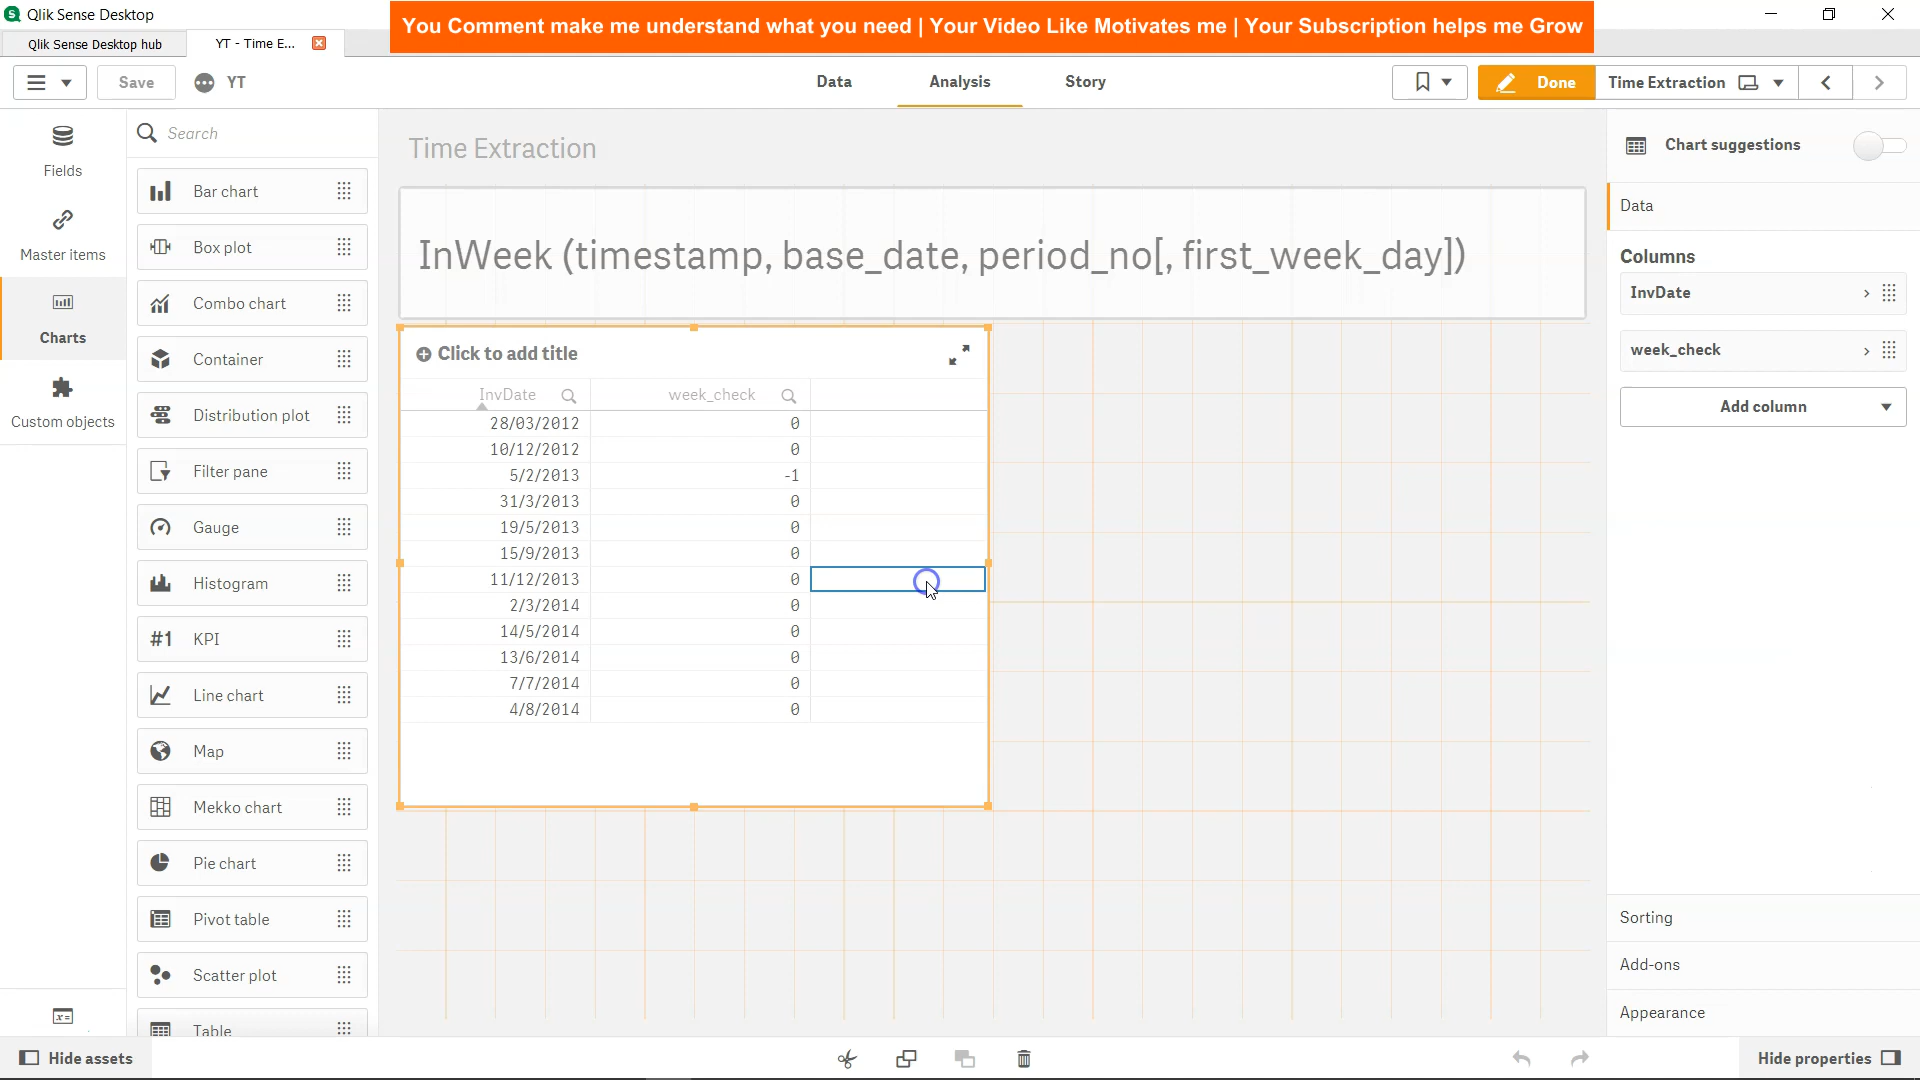 Qlik Sense Desktop
You Comment make me understand what you need | Your Video Like Motivates me | Your Subscription helps me Grow
Qlik Sense Desktop hub
YT - Time E...
Save
YT
Data
Analysis
Story
Done
Time Extraction
Fields
Master items
Charts
Custom objects
Search
Bar chart
Box plot
Combo chart
Container
Distribution plot
Filter pane
Gauge
Histogram
#1 KPI
Line chart
Map
Mekko chart
Pie chart
Pivot table
Scatter plot
Table
Time Extraction
InWeek (timestamp, base_date, period_no[, first_week_day])
Click to add title
InvDate week_check
28/03/2012 0
10/12/2012 0
5/2/2013 -1
31/3/2013 0
19/5/2013 0
15/9/2013 0
11/12/2013 0
2/3/2014 0
14/5/2014 0
13/6/2014 0
7/7/2014 0
4/8/2014 0
Chart suggestions
Data
Columns
InvDate
week_check
Add column
Sorting
Add-ons
Appearance
Hide assets
Hide properties